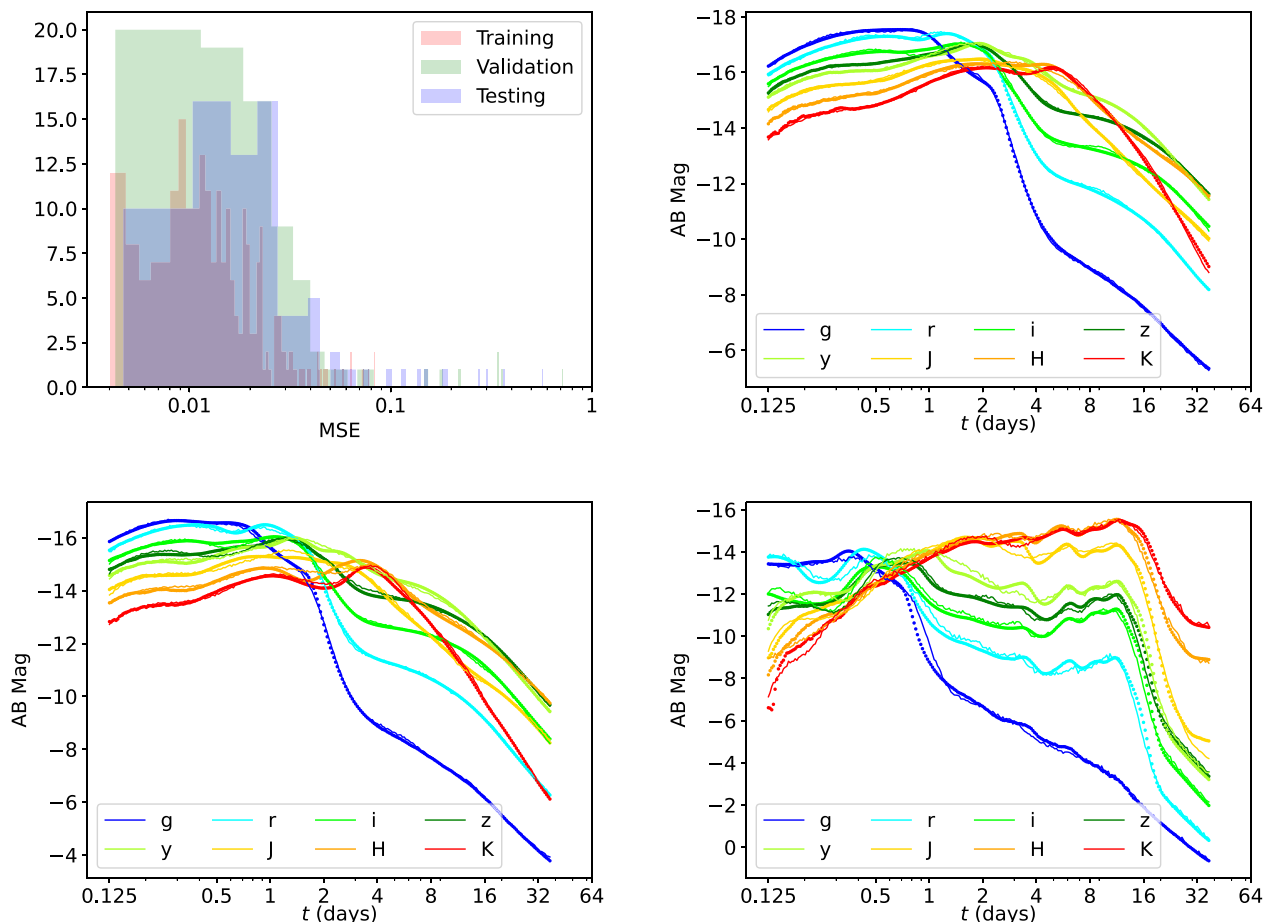 20.0
17.5
15.0
12.5
10.0
7.5
5.0
2.5
0.0
0.01
0.1
1
MSE
Training
Validation
Testing
−18
−16
−14
−12
−10
−8
−6
AB Mag
g
r
i
z
y
J
H
K
0.125
0.5
1
2
4
8
16
32
64
t (days)
−16
−14
−12
−10
−8
−6
−4
AB Mag
g
r
i
z
y
J
H
K
0.125
0.5
1
2
4
8
16
32
64
t (days)
−16
−14
−12
−10
−8
−6
−4
−2
0
AB Mag
g
r
i
z
y
J
H
K
0.125
0.5
1
2
4
8
16
32
64
t (days)